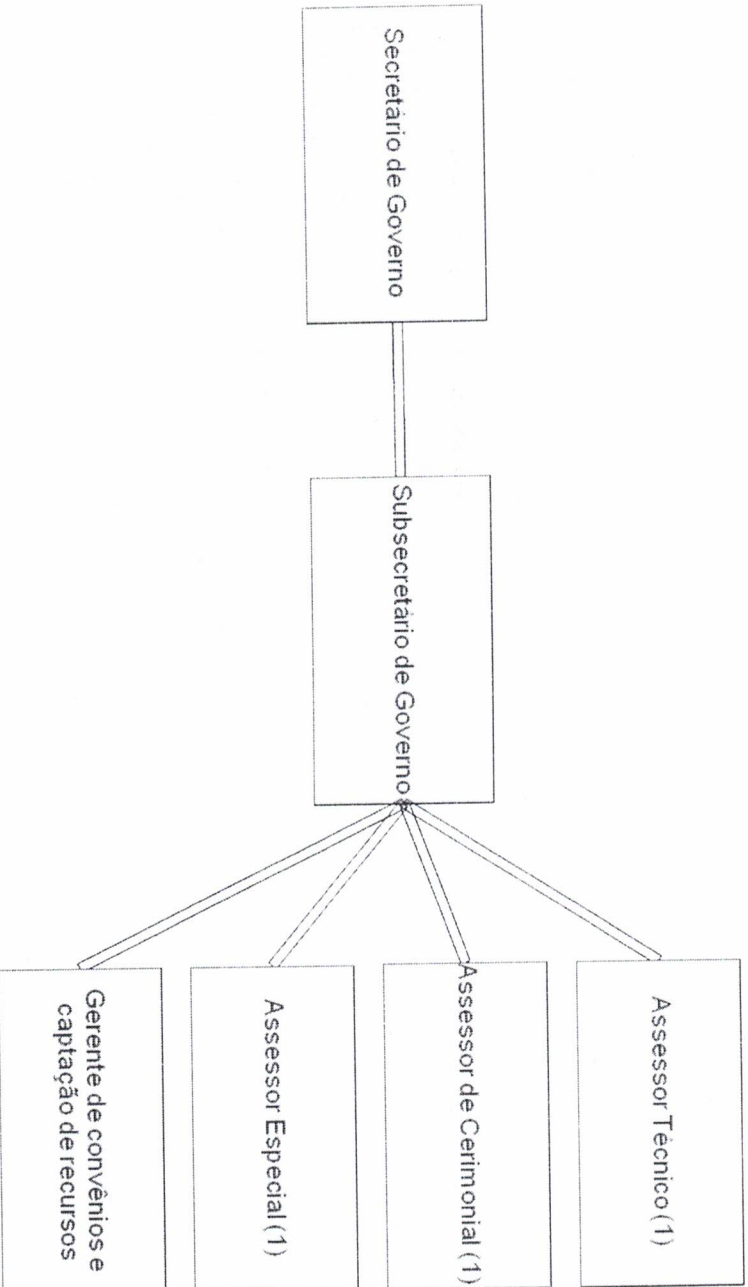 Secretário de Governo
Subsecretário de Governo
Gerente de convênios e
captação de recursos
Assessor Especial (1)
Assessor de Cerimonial (1)
Assessor Técnico (1)